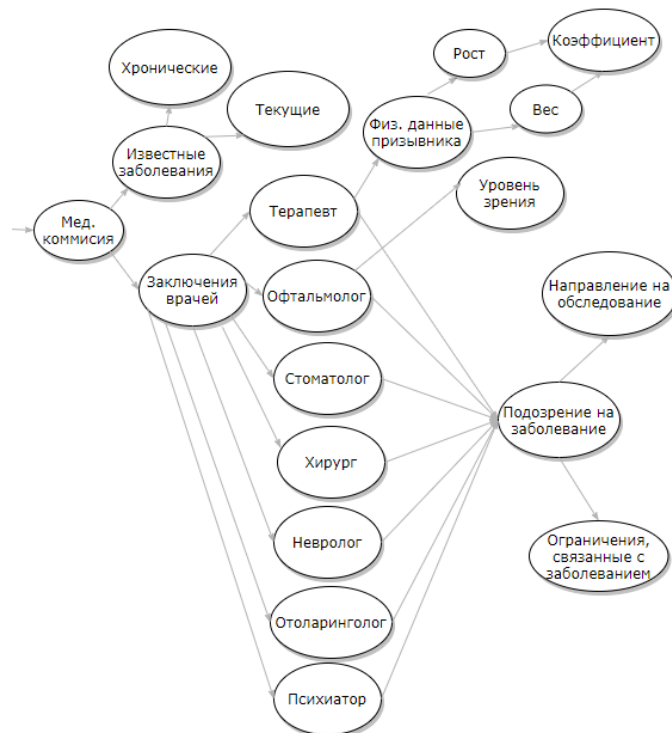 Коэффициент
Рост
Хронические
Текущие
Вес
Физ. данные
призывника
Известные
заболевания
Уровень
зрения
Терапевт
Мед.
коммисия
Заключения
врачей
Офтальмолог
Направление на
обследование
Стоматолог
Подозрение на
заболевание
Хирург
Невролог
Ограничения,
связанные с
заболеванием
Отоларинголог
Психиатор